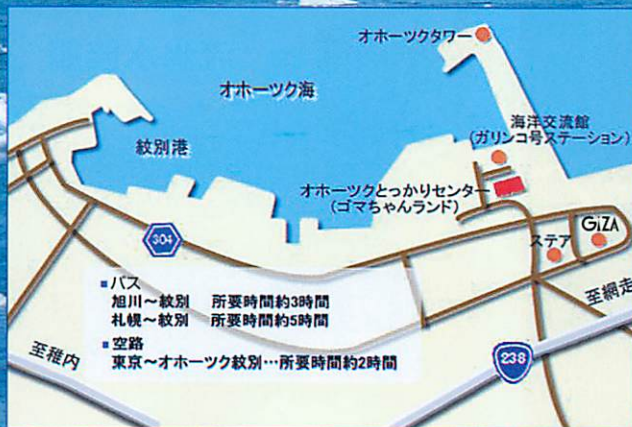 オホーツクタワー
オホーツク海
海洋交流館
(ガリンコ号ステーション)
紋別港
オホーツクとっかりセンター
(ゴマちゃんランド)
GiZA
ステア
304
■バス
旭川～紋別 所要時間約3時間
札幌～紋別 所要時間約5時間
■空路
東京～オホーツク紋別…所要時間約2時間
至網走
至稚内
238